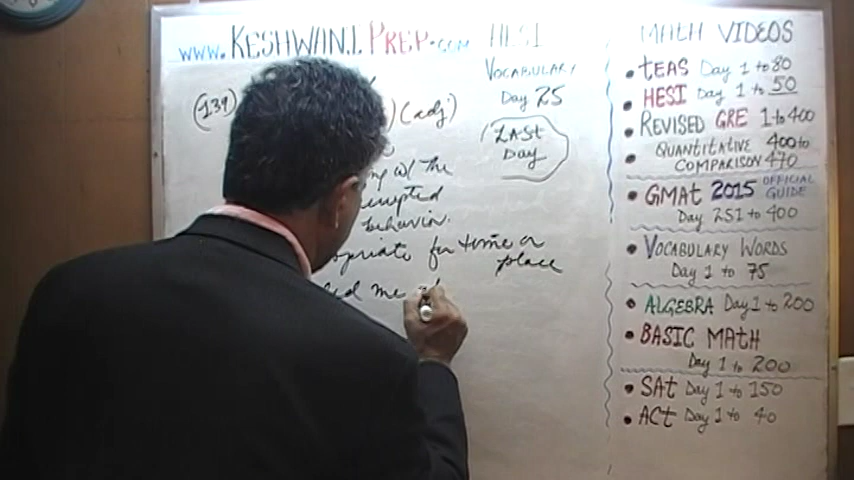 www.KESHWANI PREP.com
HESI
VOCABULARY
Day 25
LASt
Day
(139)
) (adj)
w/ the
behavior.
for time or
place
me
MATH VIDEOS
• tEAS Day 1 to 80
• HESI Day 1 to 50
• REVISED GRE 1 to 400
• QUANTITATIVE 400 to
COMPARISON 470
• GMAt 2015 OFFICIAL GUIDE
Day 251 to 400
• VOCABULARY WORDS
Day 1 to 75
• ALGEBRA Day 1 to 200
• BASIC MATH
Day 1 to 200
• SAt Day 1 to 150
• ACt Day 1 to 40